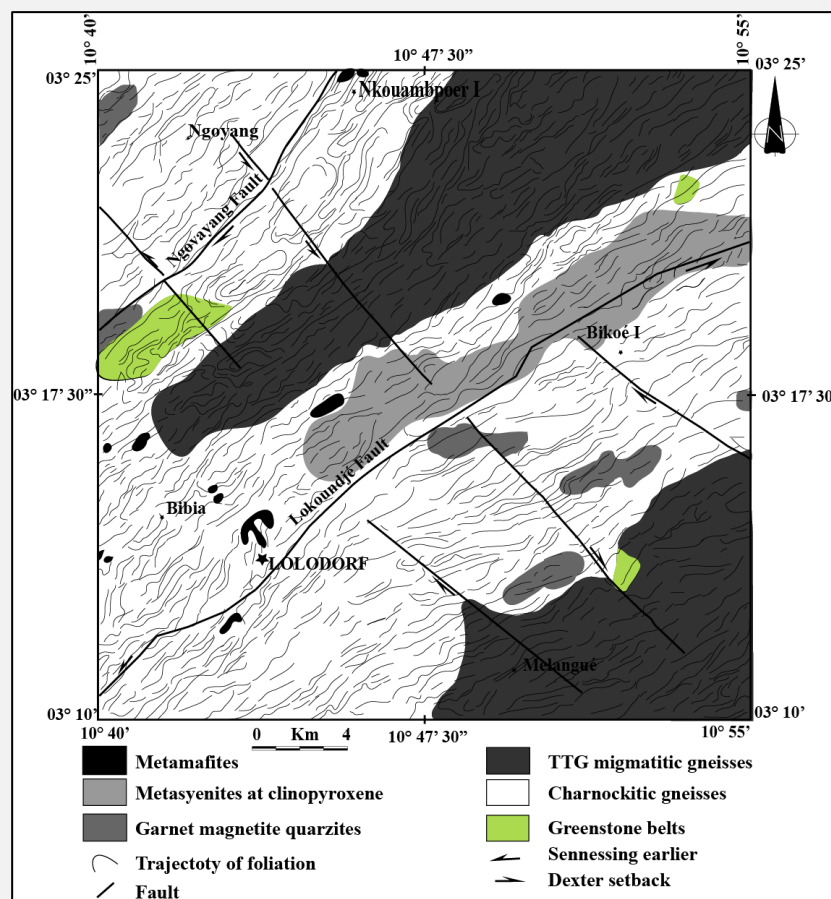 10° 40'
10° 47' 30"
10° 55'
03° 25'
03° 25'
Nkouambpoer I
Ngoyang
Ngovayang Fault
Bikoé I
03° 17' 30"
03° 17' 30
Lokoundjé Fault
Bibia
LOLODORF
Melangué
03° 10'
03° 10'
10° 40'
0 Km 4
10° 47' 30"
10° 55'
Metamafites
TTG migmatitic gneisses
Metasyenites at clinopyroxene
Charnockitic gneisses
Garnet magnetite quarzites
Greenstone belts
Trajectoty of foliation
Sennessing earlier
Fault
Dexter setback
N